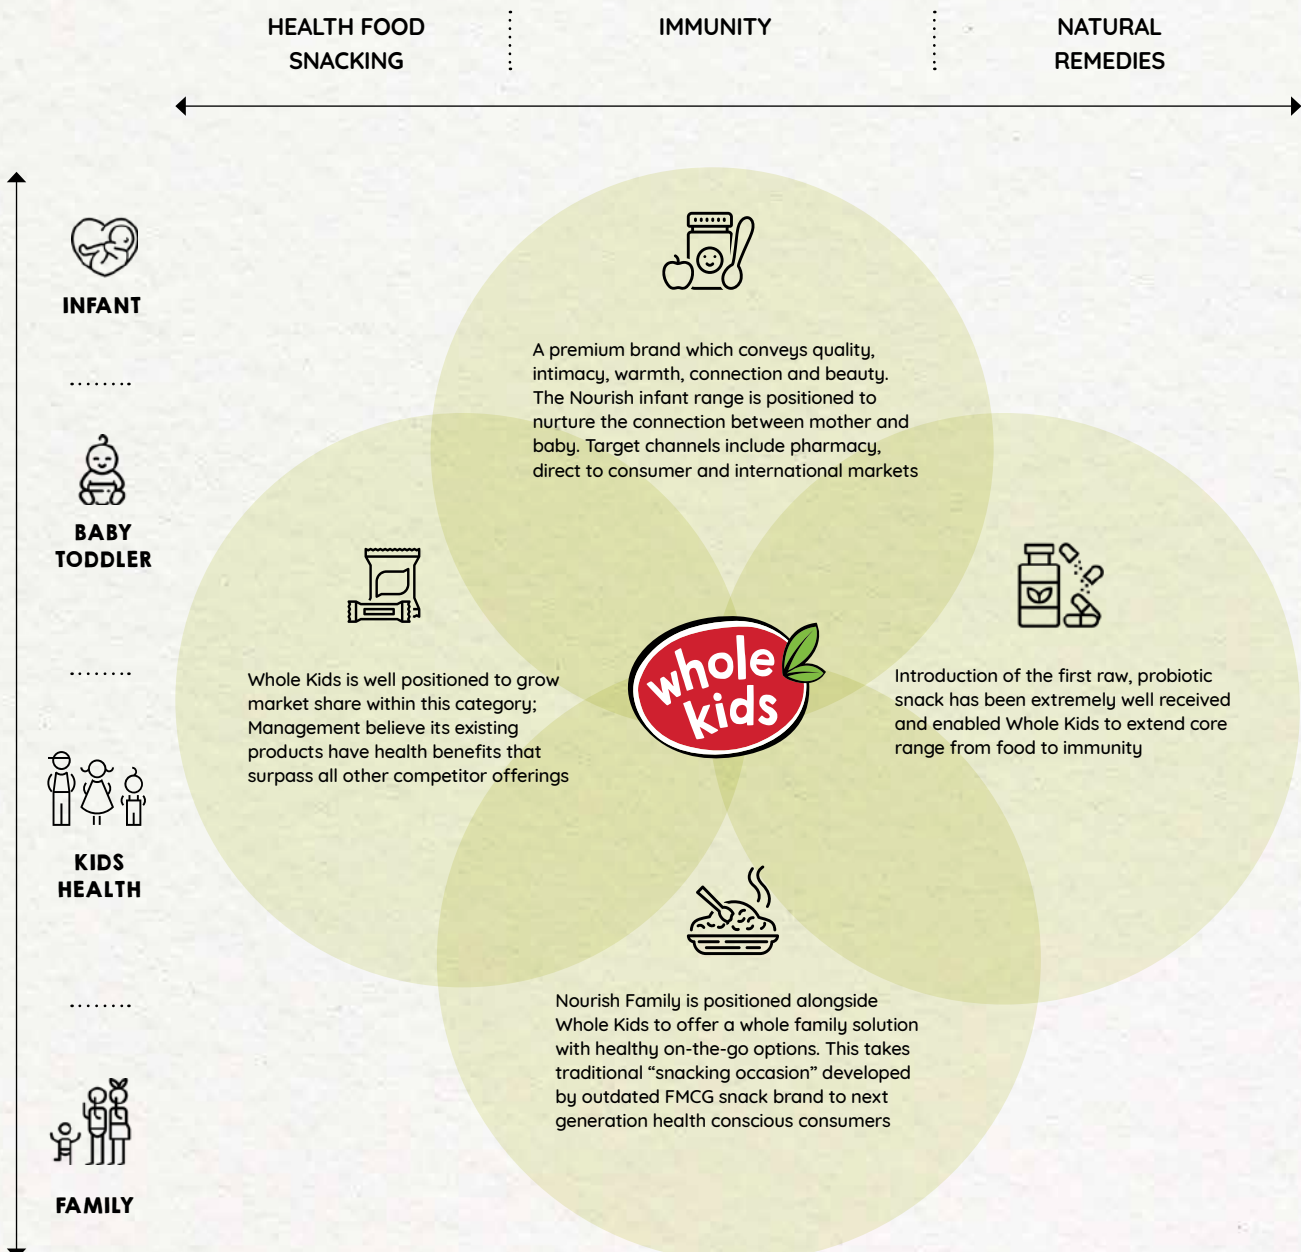 HEALTH FOOD
SNACKING
IMMUNITY
NATURAL
REMEDIES
INFANT
A premium brand which conveys quality,
intimacy, warmth, connection and beauty.
The Nourish infant range is positioned to
nurture the connection between mother and
baby. Target channels include pharmacy,
direct to consumer and international markets
BABY
TODDLER
whole
kids
Whole Kids is well positioned to grow
market share within this category;
Management believe its existing
products have health benefits that
surpass all other competitor offerings
Introduction of the first raw, probiotic
snack has been extremely well received
and enabled Whole Kids to extend core
range from food to immunity
KIDS
HEALTH
Nourish Family is positioned alongside
Whole Kids to offer a whole family solution
with healthy on-the-go options. This takes
traditional “snacking occasion” developed
by outdated FMCG snack brand to next
generation health conscious consumers
FAMILY